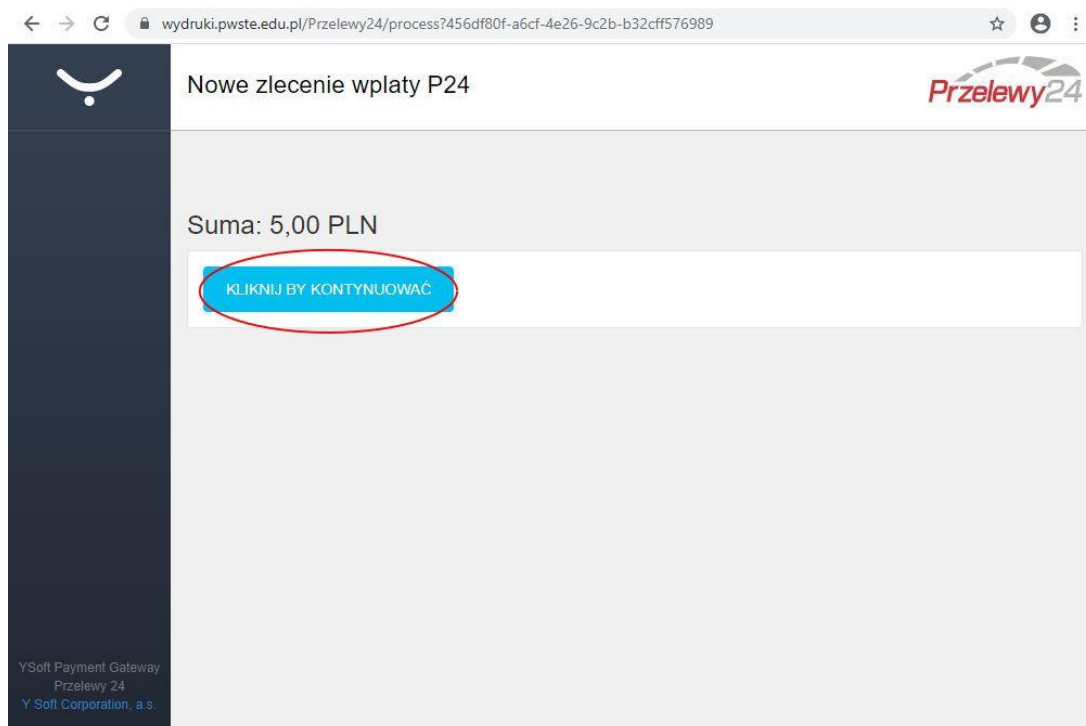 wydruki.pwste.edu.pl/Przelewy24/process?456df80f-a6cf-4e26-9c2b-b32cff576989
Nowe zlecenie wplaty P24
Przelewy24
Suma: 5,00 PLN
KLIKNIJ BY KONTYNUOWAĆ
YSoft Payment Gateway
Przelewy 24
Y Soft Corporation, a.s.